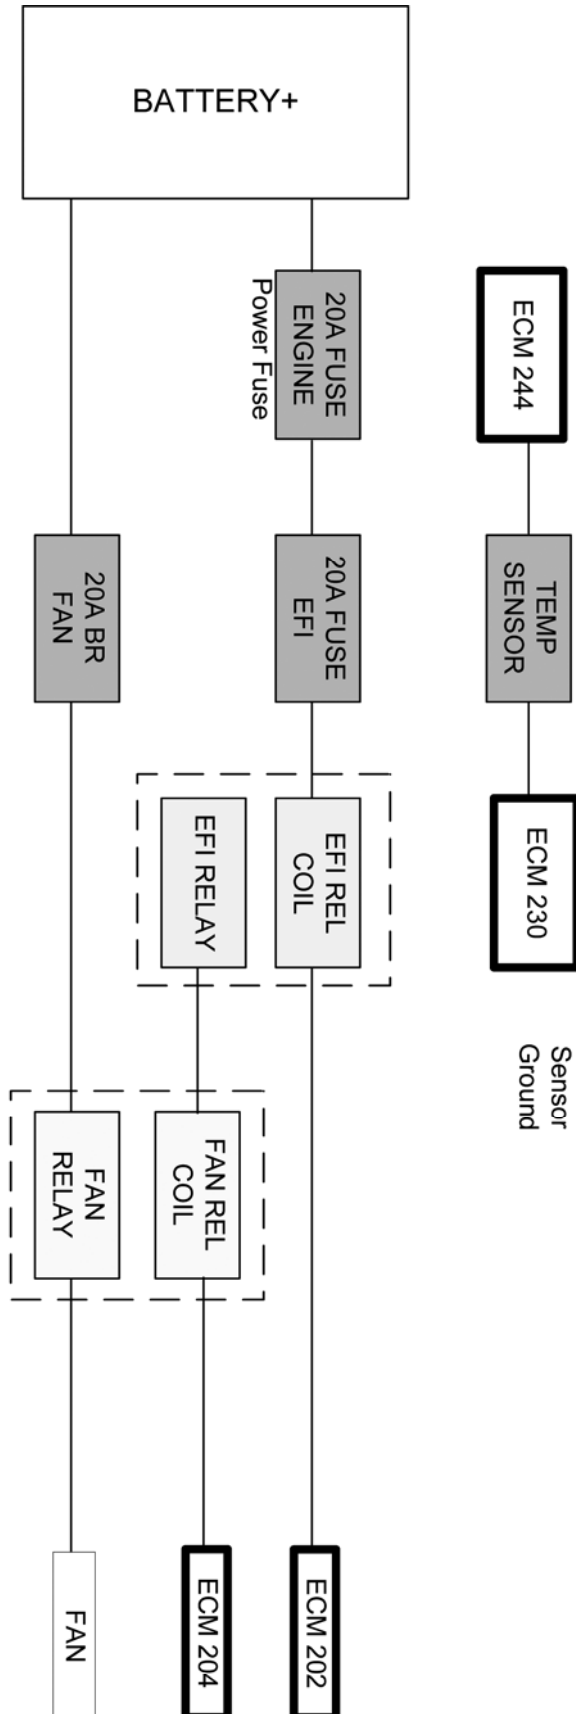 BATTERY+
20A FUSE
ENGINE
Power Fuse
ECM 244
20A BR
FAN
20A FUSE
EFI
TEMP
SENSOR
EFI RELAY
EFI REL
COIL
ECM 230
Sensor
Ground
FAN
RELAY
FAN REL
COIL
FAN
ECM 204
ECM 202